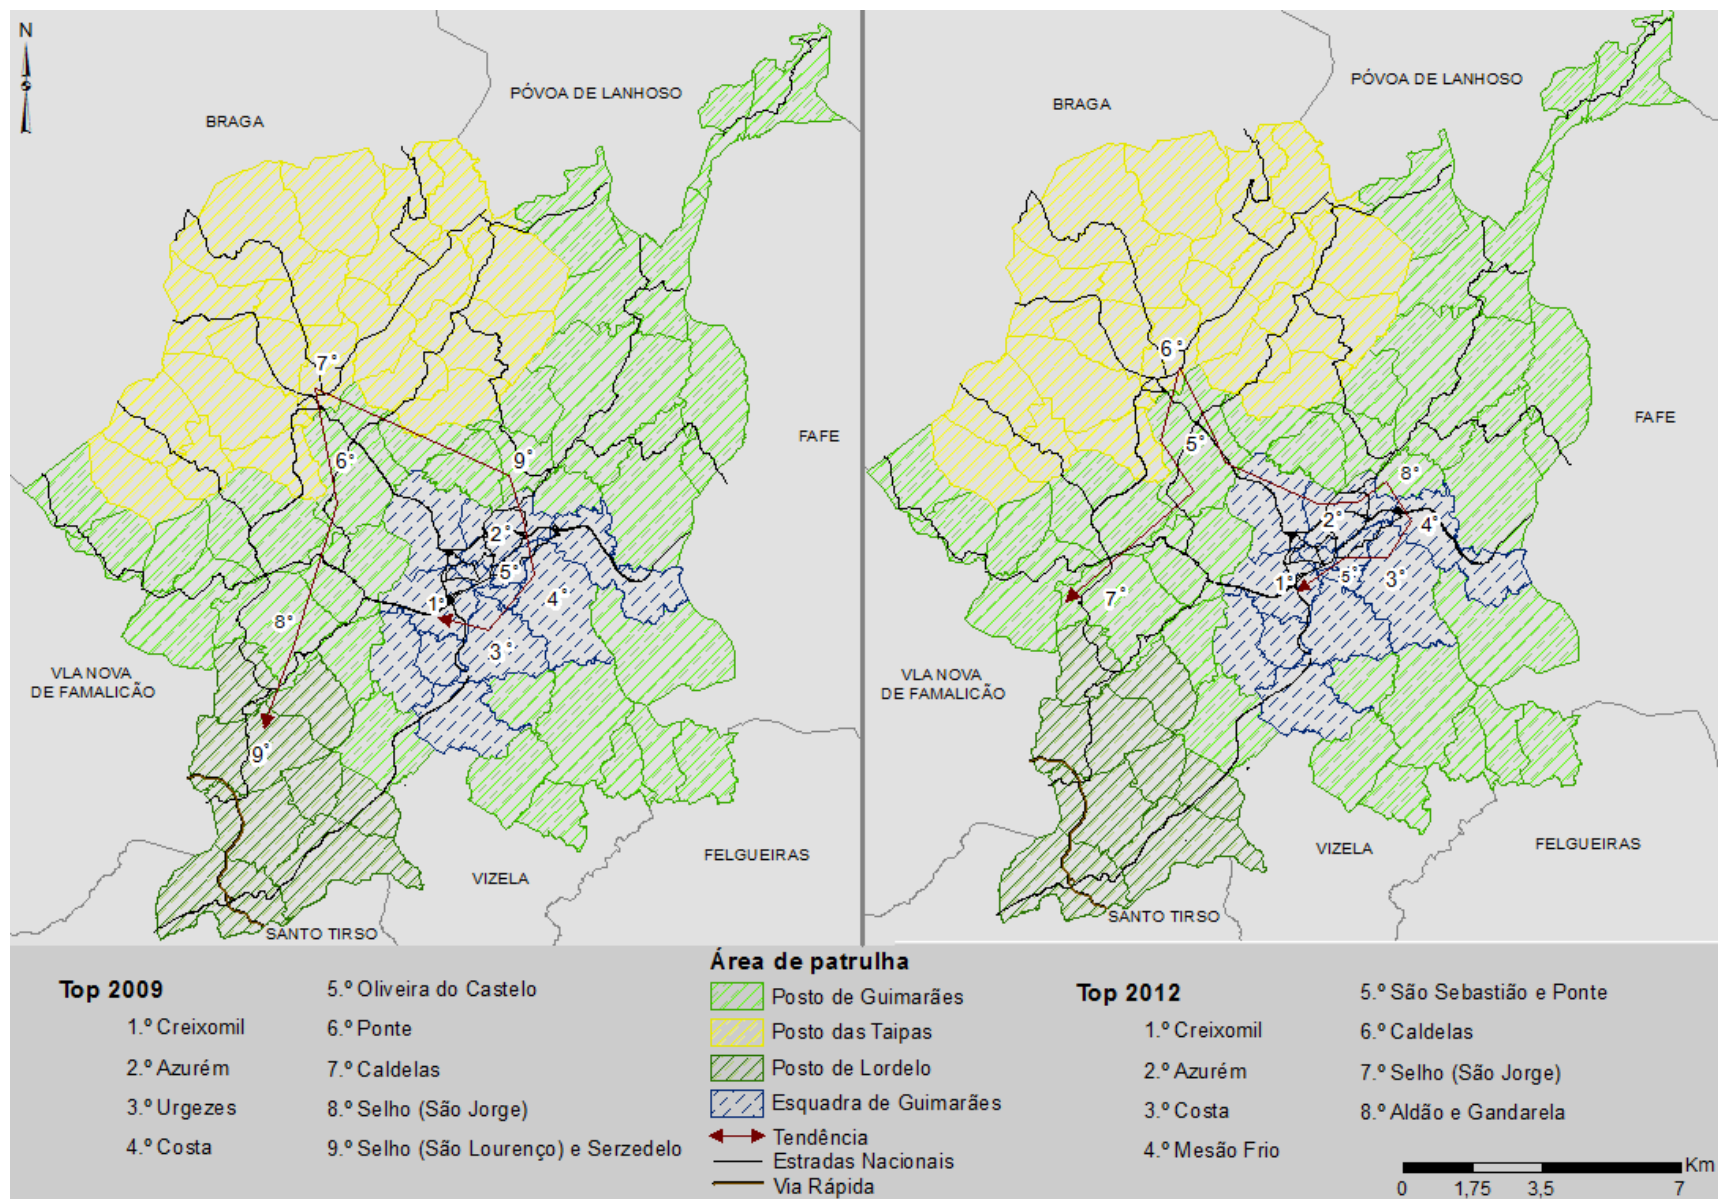 N
BRAGA
PÓVOA DE LANHOSO
7°
6°
9°
FAFE
2°
5°
4°
1°
8°
3°
VLA NOVA
DE FAMALICÃO
9°
FELGUEIRAS
VIZELA
SANTO TIRSO
PÓVOA DE LANHOSO
BRAGA
6°
FAFE
5°
8°
2°
4°
1°
5°
3°
7°
VLA NOVA
DE FAMALICÃO
VIZELA
FELGUEIRAS
SANTO TIRSO
Top 2009
1.º Creixomil
2.º Azurém
3.º Urgezes
4.º Costa
5.º Oliveira do Castelo
6.º Ponte
7.º Caldelas
8.º Selho (São Jorge)
9.º Selho (São Lourenço) e Serzedelo
Área de patrulha
Posto de Guimarães
Posto das Taipas
Posto de Lordelo
Esquadra de Guimarães
Tendência
Estradas Nacionais
Via Rápida
Top 2012
1.º Creixomil
2.º Azurém
3.º Costa
4.º Mesão Frio
5.º São Sebastião e Ponte
6.º Caldelas
7.º Selho (São Jorge)
8.º Aldão e Gandarela
Km
0 1,75 3,5 7